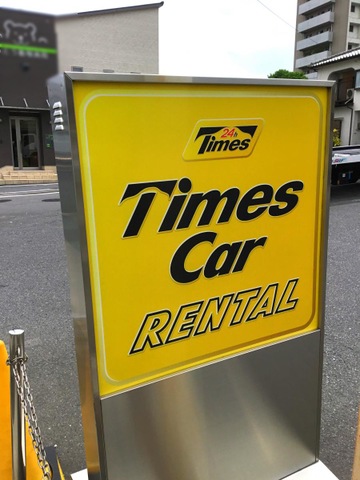 24h
Times
Times
Car
RENTAL